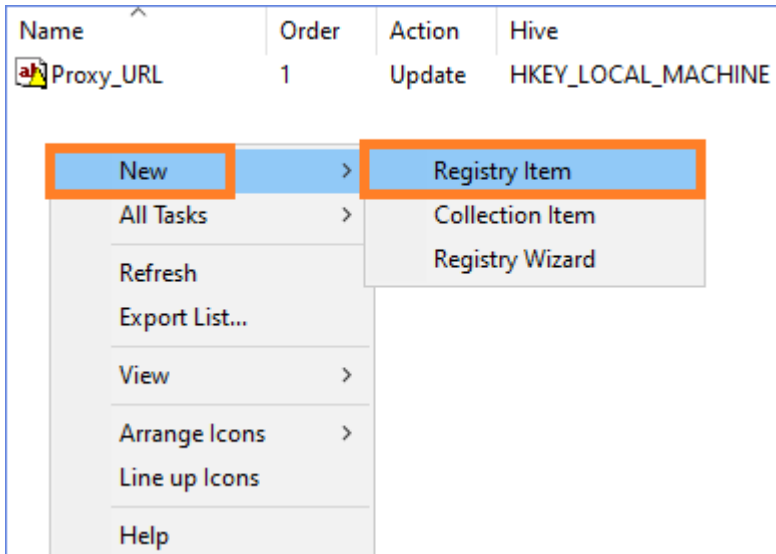 Name Order Action Hive
Proxy_URL 1 Update HKEY_LOCAL_MACHINE
New > Registry Item
All Tasks > Collection Item
Refresh Registry Wizard
Export List...
View >
Arrange Icons >
Line up Icons
Help